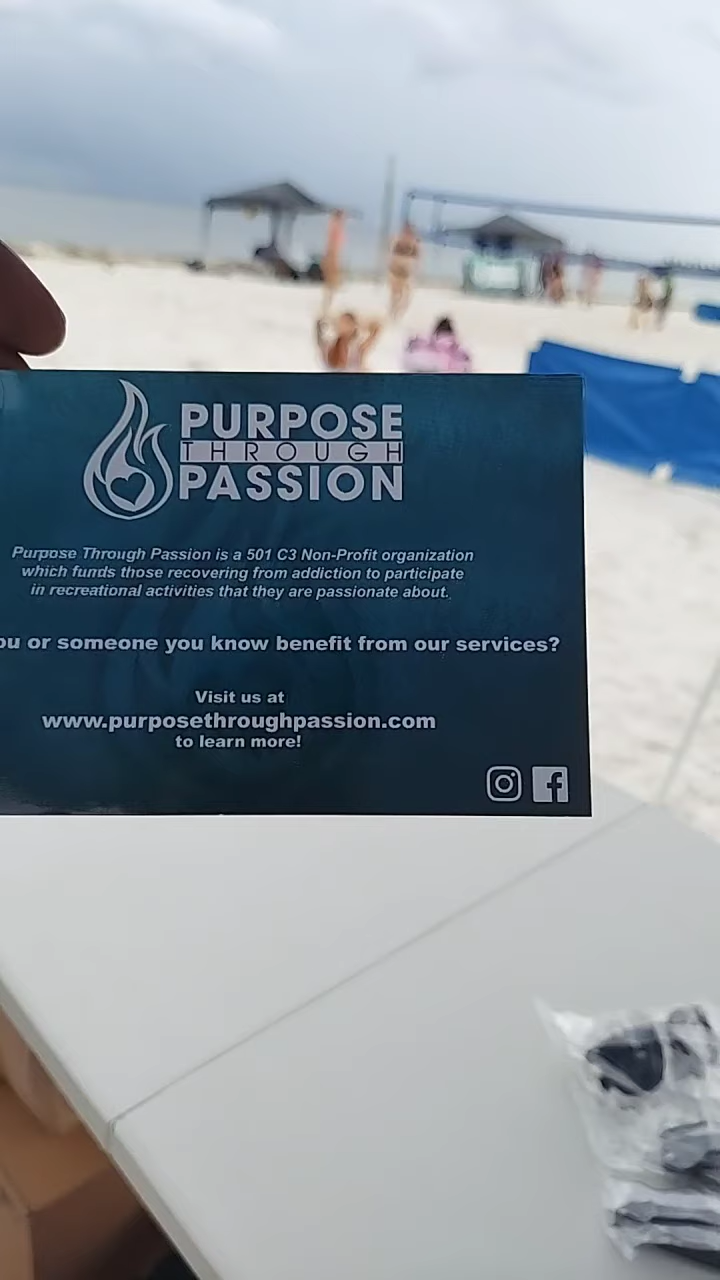 PURPOSE
THROUGH
PASSION
Purpose Through Passion is a 501 C3 Non-Profit organization
which funds those recovering from addiction to participate
in recreational activities that they are passionate about.
or someone you know benefit from our services?
Visit us at
www.purposethroughpassion.com
to learn more!